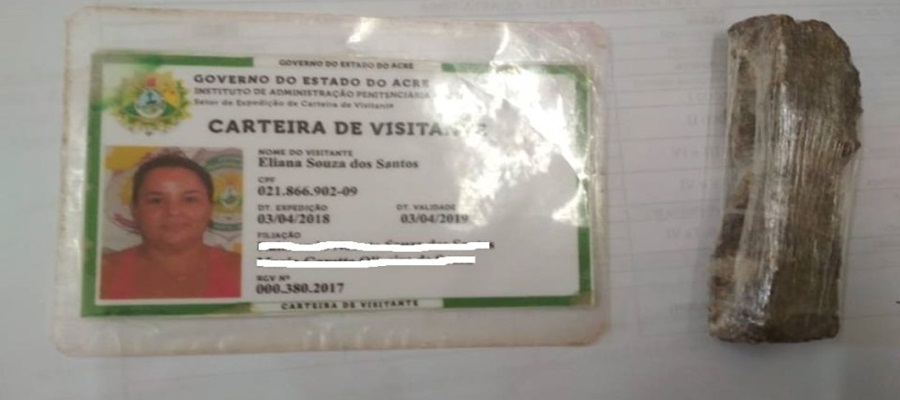 GOVERNO DO ESTADO DO ACRE
GOVERNO DO ESTADO DO ACRE
INSTITUTO DE ADMINISTRAÇÃO PENITENCIÁRIA
Setor de Expedição de Carteira de Visitante
CARTEIRA DE VISITANTE
NOME DO VISITANTE
Eliana Souza dos Santos
CPF
021.866.902-09
DT. EXPEDIÇÃO DT. VALIDADE
03/04/2018 03/04/2019
FILIAÇÃO
RGV Nº
000.380.2017
CARTEIRA DE VISITANTE